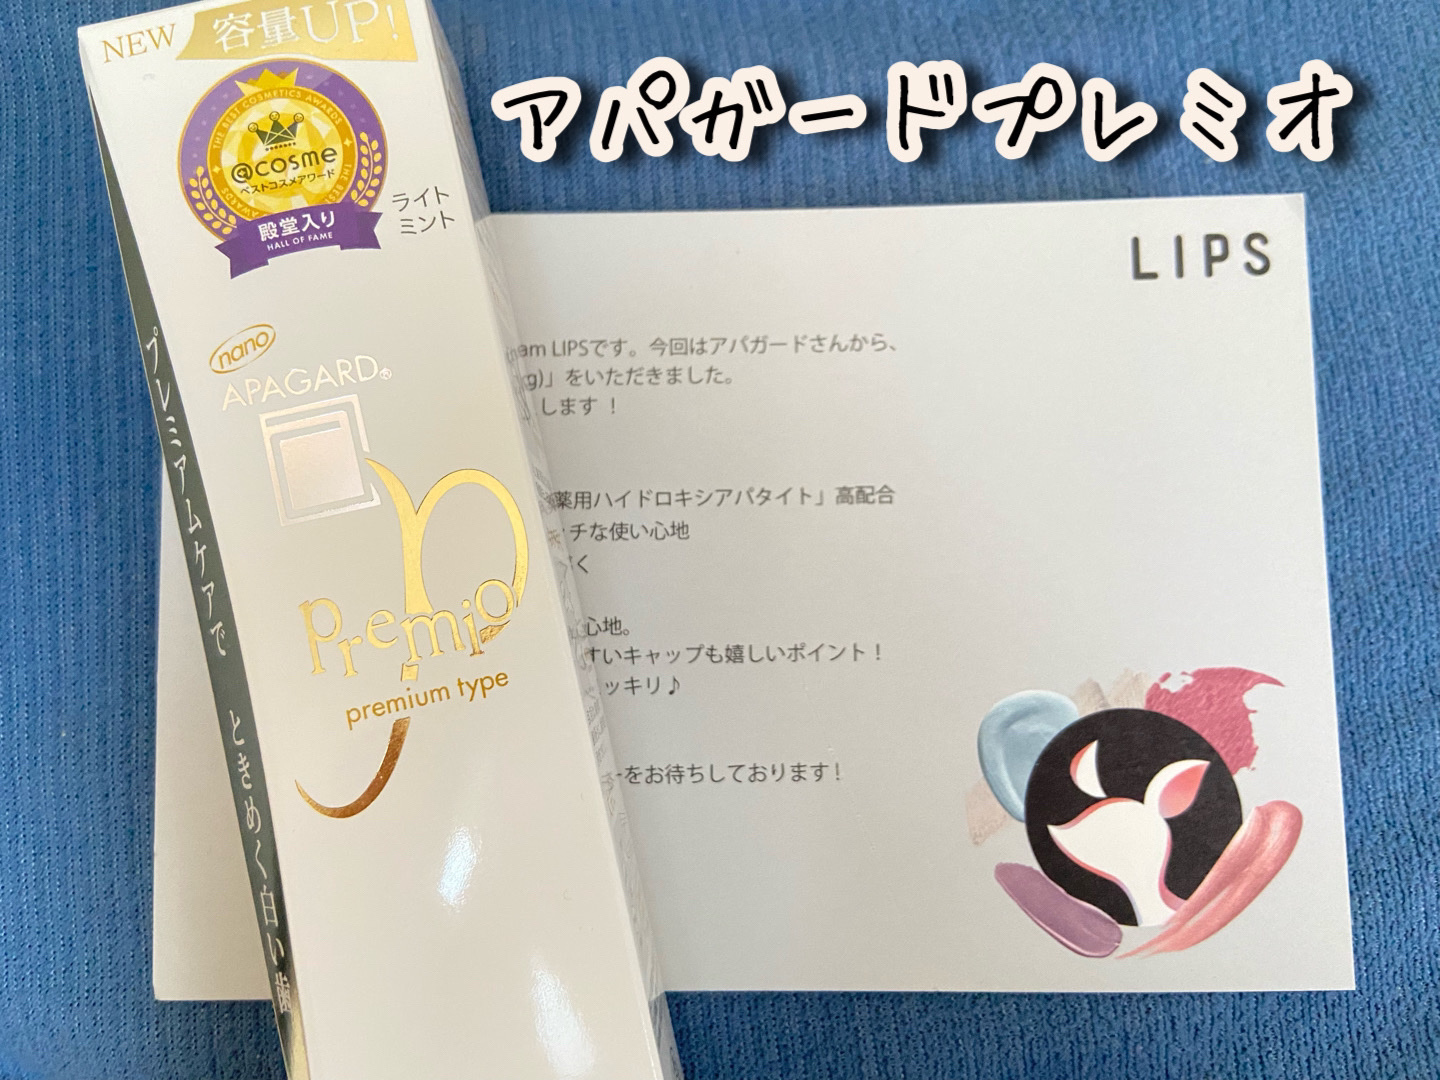 アパガードプレミオ
NEW 容量UP!
THE BEST COSMETICS AWARDS
@cosme
ベストコスメアワード
殿堂入り
HALL OF FAME
ライト
ミント
nano
APAGARD®
Premio
premium type
プレミアムケアで ときめく白い歯
LIPS
am LIPSです。今回はアパガードさんから、
g)」をいただきました。
します！
薬用ハイドロキシアパタイト」高配合
チな使い心地
く
心地。
すいキャップも嬉しいポイント！
ッキリ♪
をお待ちしております！